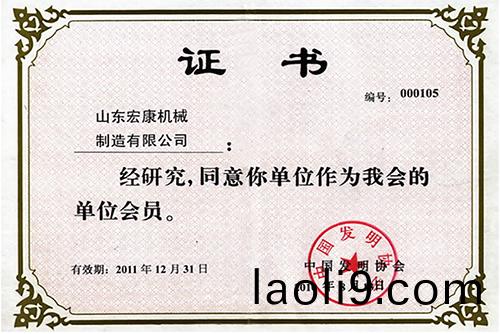 证 书
编号: 000105
山东宏康机械
制造有限公司:
经研究,同意你单位作为我会的
单位会员。
中国发明协会
有效期: 2011 年 12 月 31 日
中国发明协会
laoli9.com